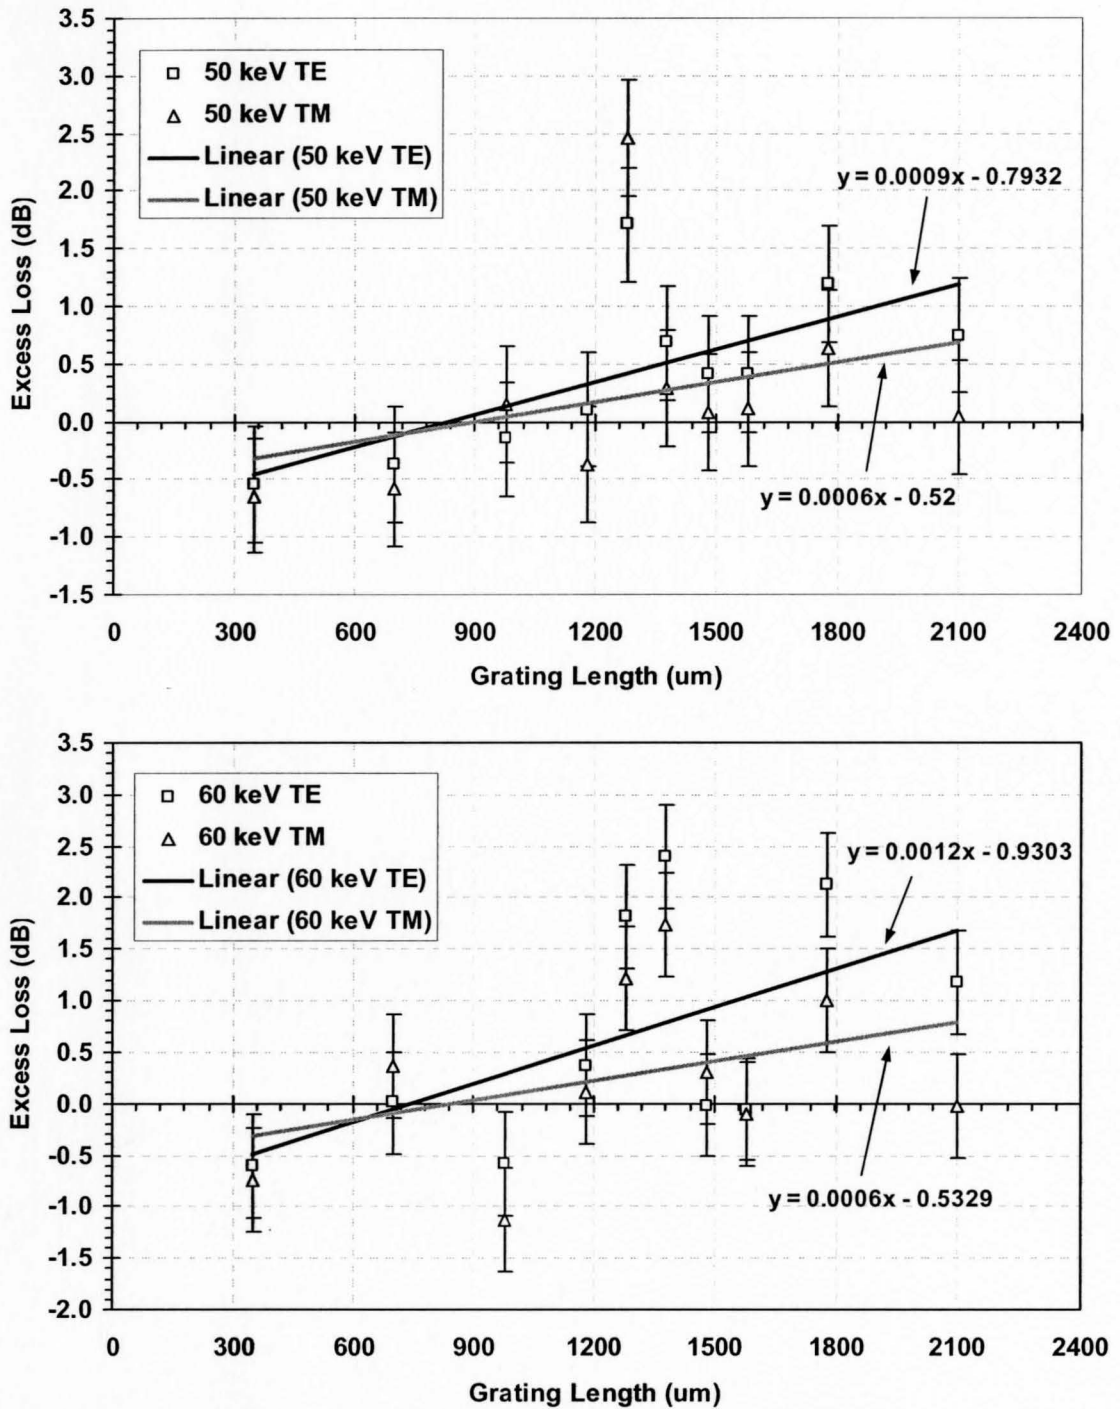 3.5
3.0
2.5
2.0
1.5
1.0
0.5
0.0
-0.5
-1.0
-1.5
Excess Loss (dB)
50 keV TE
50 keV TM
Linear (50 keV TE)
Linear (50 keV TM)
y = 0.0009x - 0.7932
y = 0.0006x - 0.52
0 300 600 900 1200 1500 1800 2100 2400
Grating Length (um)
3.5
3.0
2.5
2.0
1.5
1.0
0.5
0.0
-0.5
-1.0
-1.5
-2.0
Excess Loss (dB)
60 keV TE
60 keV TM
Linear (60 keV TE)
Linear (60 keV TM)
y = 0.0012x - 0.9303
y = 0.0006x - 0.5329
0 300 600 900 1200 1500 1800 2100 2400
Grating Length (um)